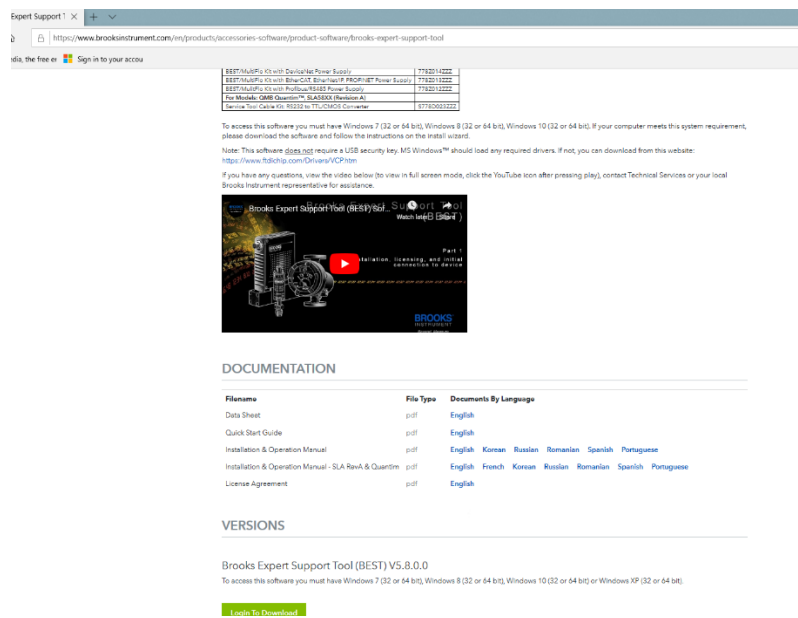 Expert Support T
https://www.brooksinstrument.com/en/products/accessories-software/product-software/brooks-expert-support-tool
edia, the free er Sign in to your accou
BEST/MultiFlo Kit with DeviceNet Power Supply 778Z014ZZZ
BEST/MultiFlo Kit with EtherCAT, EtherNet/IP, PROFINET Power Supply 778Z013ZZZ
BEST/MultiFlo Kit with Profibus/RS485 Power Supply 778Z012ZZZ
For Models: QMB Quantim™, SLA58XX (Revision A)
Service Tool Cable Kit, RS232 to TTL/CMOS Converter S778D023ZZZ
To access this software you must have Windows 7 (32 or 64 bit), Windows 8 (32 or 64 bit), Windows 10 (32 or 64 bit). If your computer meets this system requirement,
please download the software and follow the instructions on the install wizard.
Note: This software does not require a USB security key. MS Windows™ should load any required drivers. If not, you can download from this website:
https://www.ftdichip.com/Drivers/VCP.htm
If you have any questions, view the video below (to view in full screen mode, click the YouTube icon after pressing play), contact Technical Services or your local
Brooks Instrument representative for assistance.
Brooks Expert Support Tool (BEST) Sof...
Watch later Share
Part 1
Installation, licensing, and initial
connection to device
BROOKS
INSTRUMENT
DOCUMENTATION
Filename File Type Documents By Language
Data Sheet pdf English
Quick Start Guide pdf English
Installation & Operation Manual pdf English Korean Russian Romanian Spanish Portuguese
Installation & Operation Manual - SLA RevA & Quantim pdf English French Korean Russian Romanian Spanish Portuguese
License Agreement pdf English
VERSIONS
Brooks Expert Support Tool (BEST) V5.8.0.0
To access this software you must have Windows 7 (32 or 64 bit), Windows 8 (32 or 64 bit), Windows 10 (32 or 64 bit) or Windows XP (32 or 64 bit).
Login To Download